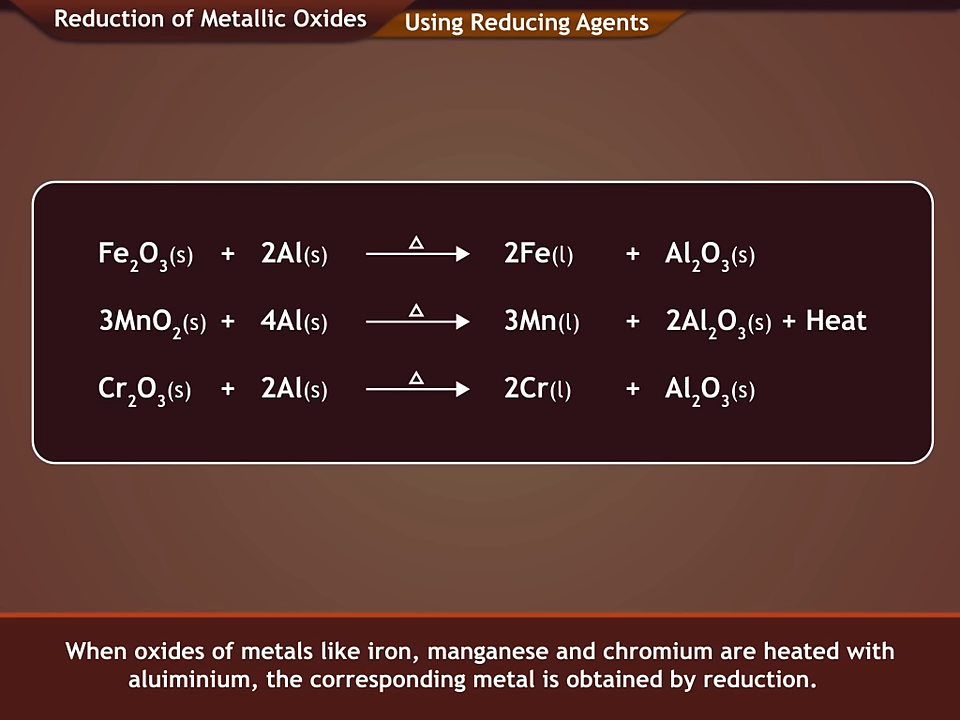 Reduction of Metallic Oxides
Using Reducing Agents
Fe₂O₃(s) + 2Al(s) —△→ 2Fe(l) + Al₂O₃(s)
3MnO₂(s) + 4Al(s) —△→ 3Mn(l) + 2Al₂O₃(s) + Heat
Cr₂O₃(s) + 2Al(s) —△→ 2Cr(l) + Al₂O₃(s)
When oxides of metals like iron, manganese and chromium are heated with
aluiminium, the corresponding metal is obtained by reduction.